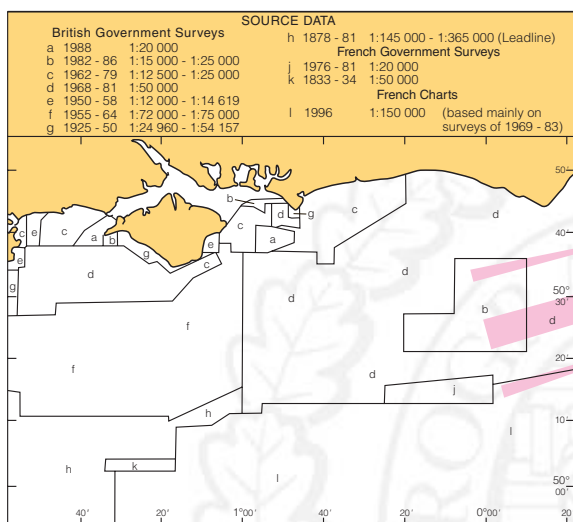 SOURCE DATA
British Government Surveys
a 1988 1:20 000
b 1982 - 86 1:15 000 - 1:25 000
c 1962 - 79 1:12 500 - 1:25 000
d 1968 - 81 1:50 000
e 1950 - 58 1:12 000 - 1:14 619
f 1955 - 64 1:72 000 - 1:75 000
g 1925 - 50 1:24 960 - 1:54 157
h 1878 - 81 1:145 000 - 1:365 000 (Leadline)
French Government Surveys
j 1976 - 81 1:20 000
k 1833 - 34 1:50 000
French Charts
l 1996 1:150 000 (based mainly on
surveys of 1969 - 83)
50'
b
d g c d
c e c a b c a
g e 40'
e c
g d d d
b 50°
30'
d
f
20'
f d
j
10'
h l
h k l 50°
00'
40' 20' 1°00' 40' 20' 0°00' 20'